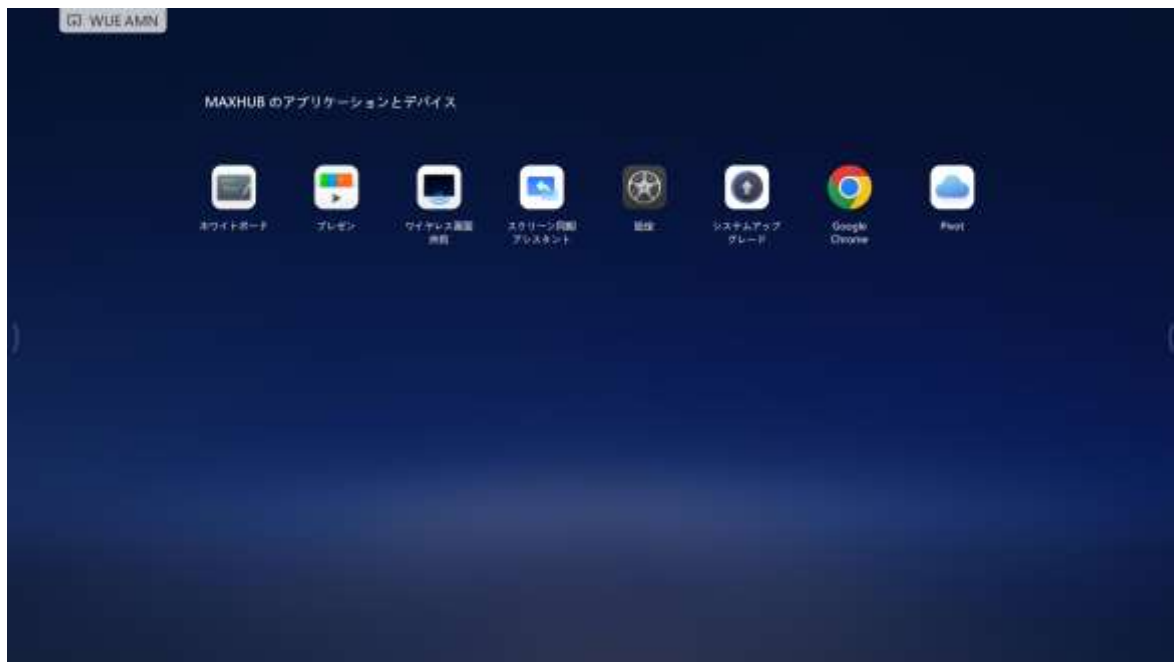 WUE AMN
MAXHUB のアプリケーションとデバイス
ホワイトボード
プレゼン
ワイヤレス画面
共有
スクリーン同期
アシスタント
設定
システムアップ
グレード
Google
Chrome
Pivot